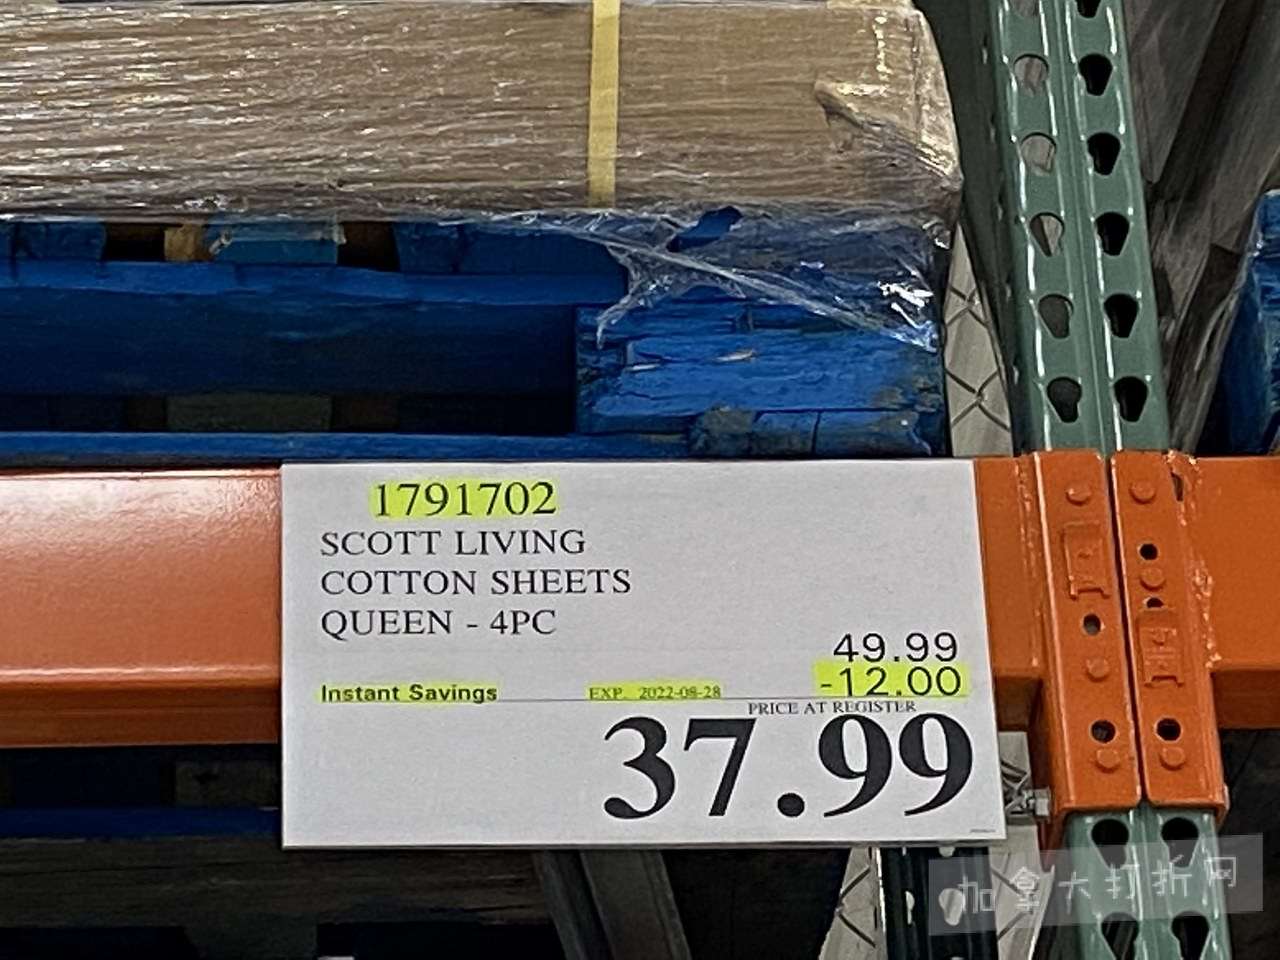 1791702
SCOTT LIVING
COTTON SHEETS
QUEEN - 4PC
49.99
Instant Savings EXP. 2022-08-28 -12.00
PRICE AT REGISTER
37.99
加拿大打折网